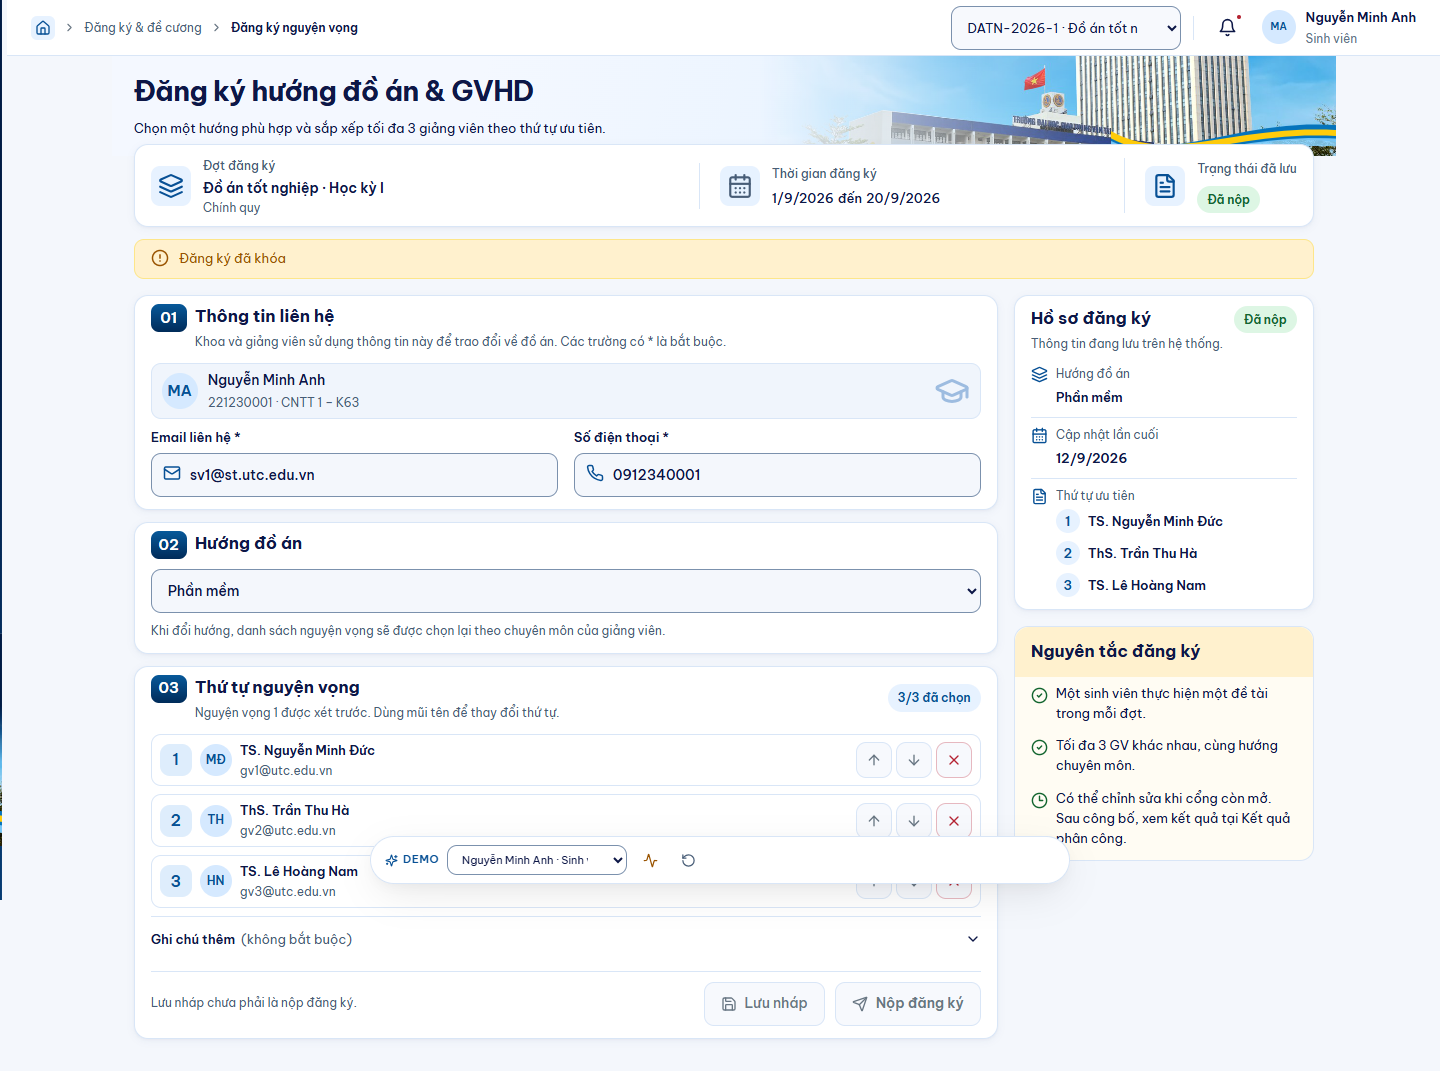 Đăng ký & đề cương
Đăng ký nguyện vọng
DATN-2026-1 · Đồ án tốt n
MA
Nguyễn Minh Anh
Sinh viên
Đăng ký hướng đồ án & GVHD
Chọn một hướng phù hợp và sắp xếp tối đa 3 giảng viên theo thứ tự ưu tiên.
Đợt đăng ký
Đồ án tốt nghiệp · Học kỳ I
Chính quy
Thời gian đăng ký
1/9/2026 đến 20/9/2026
Trạng thái đã lưu
Đã nộp
Đăng ký đã khóa
01
Thông tin liên hệ
Khoa và giảng viên sử dụng thông tin này để trao đổi về đồ án. Các trường có * là bắt buộc.
MA
Nguyễn Minh Anh
221230001 · CNTT 1 – K63
Email liên hệ *
sv1@st.utc.edu.vn
Số điện thoại *
0912340001
02
Hướng đồ án
Phần mềm
Khi đổi hướng, danh sách nguyện vọng sẽ được chọn lại theo chuyên môn của giảng viên.
03
Thứ tự nguyện vọng
Nguyện vọng 1 được xét trước. Dùng mũi tên để thay đổi thứ tự.
3/3 đã chọn
1
MĐ
TS. Nguyễn Minh Đức
gv1@utc.edu.vn
2
TH
ThS. Trần Thu Hà
gv2@utc.edu.vn
3
HN
TS. Lê Hoàng Nam
gv3@utc.edu.vn
DEMO
Nguyễn Minh Anh · Sinh
Ghi chú thêm (không bắt buộc)
Lưu nháp chưa phải là nộp đăng ký.
Lưu nháp
Nộp đăng ký
Hồ sơ đăng ký
Đã nộp
Thông tin đang lưu trên hệ thống.
Hướng đồ án
Phần mềm
Cập nhật lần cuối
12/9/2026
Thứ tự ưu tiên
1 TS. Nguyễn Minh Đức
2 ThS. Trần Thu Hà
3 TS. Lê Hoàng Nam
Nguyên tắc đăng ký
Một sinh viên thực hiện một đề tài
trong mỗi đợt.
Tối đa 3 GV khác nhau, cùng hướng
chuyên môn.
Có thể chỉnh sửa khi cổng còn mở.
Sau công bố, xem kết quả tại Kết quả
phân công.